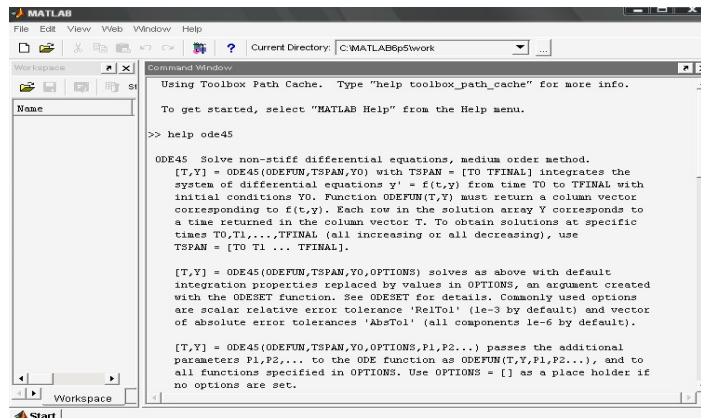 MATLAB
File Edit View Web Window Help
? Current Directory: C:\MATLAB6p5\work ...
Workspace
Command Window
Name
Using Toolbox Path Cache. Type "help toolbox_path_cache" for more info.
To get started, select "MATLAB Help" from the Help menu.
>> help ode45
ODE45 Solve non-stiff differential equations, medium order method.
[T,Y] = ODE45(ODEFUN,TSPAN,Y0) with TSPAN = [T0 TFINAL] integrates the
system of differential equations y' = f(t,y) from time T0 to TFINAL with
initial conditions Y0. Function ODEFUN(T,Y) must return a column vector
corresponding to f(t,y). Each row in the solution array Y corresponds to
a time returned in the column vector T. To obtain solutions at specific
times T0,T1,...,TFINAL (all increasing or all decreasing), use
TSPAN = [T0 T1 ... TFINAL].
[T,Y] = ODE45(ODEFUN,TSPAN,Y0,OPTIONS) solves as above with default
integration properties replaced by values in OPTIONS, an argument created
with the ODESET function. See ODESET for details. Commonly used options
are scalar relative error tolerance 'RelTol' (1e-3 by default) and vector
of absolute error tolerances 'AbsTol' (all components 1e-6 by default).
[T,Y] = ODE45(ODEFUN,TSPAN,Y0,OPTIONS,P1,P2...) passes the additional
parameters P1,P2,... to the ODE function as ODEFUN(T,Y,P1,P2...), and to
all functions specified in OPTIONS. Use OPTIONS = [] as a place holder if
no options are set.
Workspace
Start